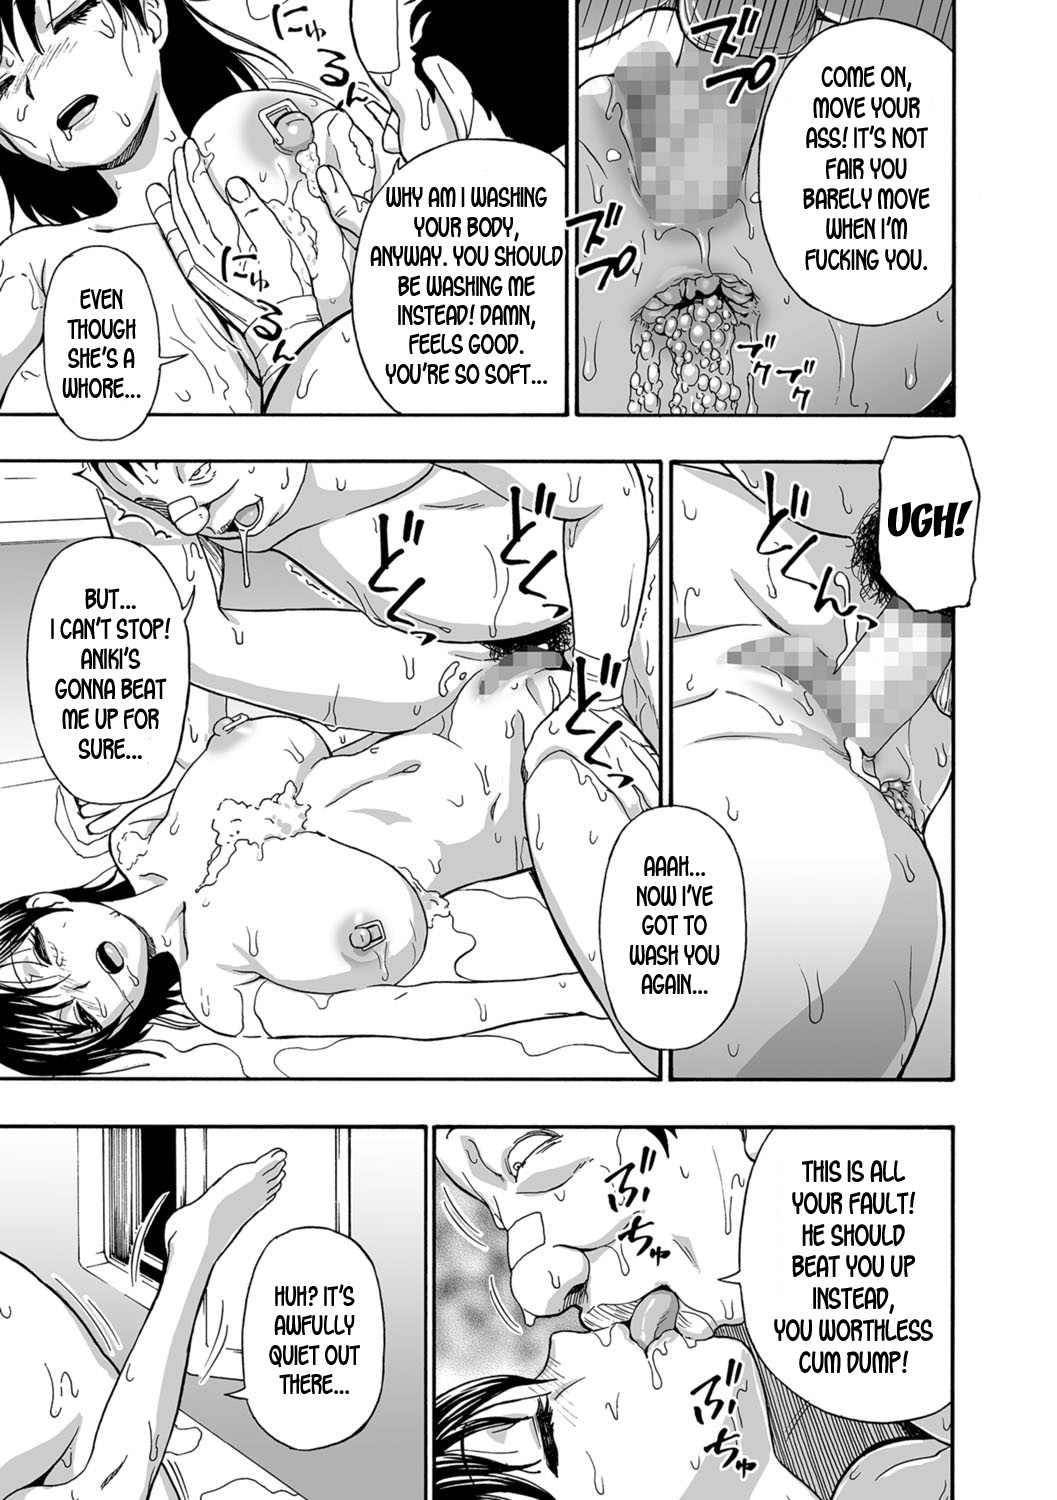 COME ON,
MOVE YOUR
ASS! IT'S NOT
FAIR YOU
BARELY MOVE
WHEN I'M
FUCKING YOU.
ズプ
ズプ
ブクブク
WHY AM I WASHING
YOUR BODY,
ANYWAY. YOU SHOULD
BE WASHING ME
INSTEAD! DAMN,
FEELS GOOD.
YOU'RE SO SOFT...
にゅるん
にゅるん
EVEN
THOUGH
SHE'S A
WHORE...
UGH!
どくん
AAAH...
NOW I'VE
GOT TO
WASH YOU
AGAIN...
どくっ
どくっ
BUT...
I CAN'T STOP!
ANIKI'S
GONNA BEAT
ME UP FOR
SURE...
THIS IS ALL
YOUR FAULT!
HE SHOULD
BEAT YOU UP
INSTEAD,
YOU WORTHLESS
CUM DUMP!
ぶちゅ
ぶちゅ
HUH? IT'S
AWFULLY
QUIET OUT
THERE...